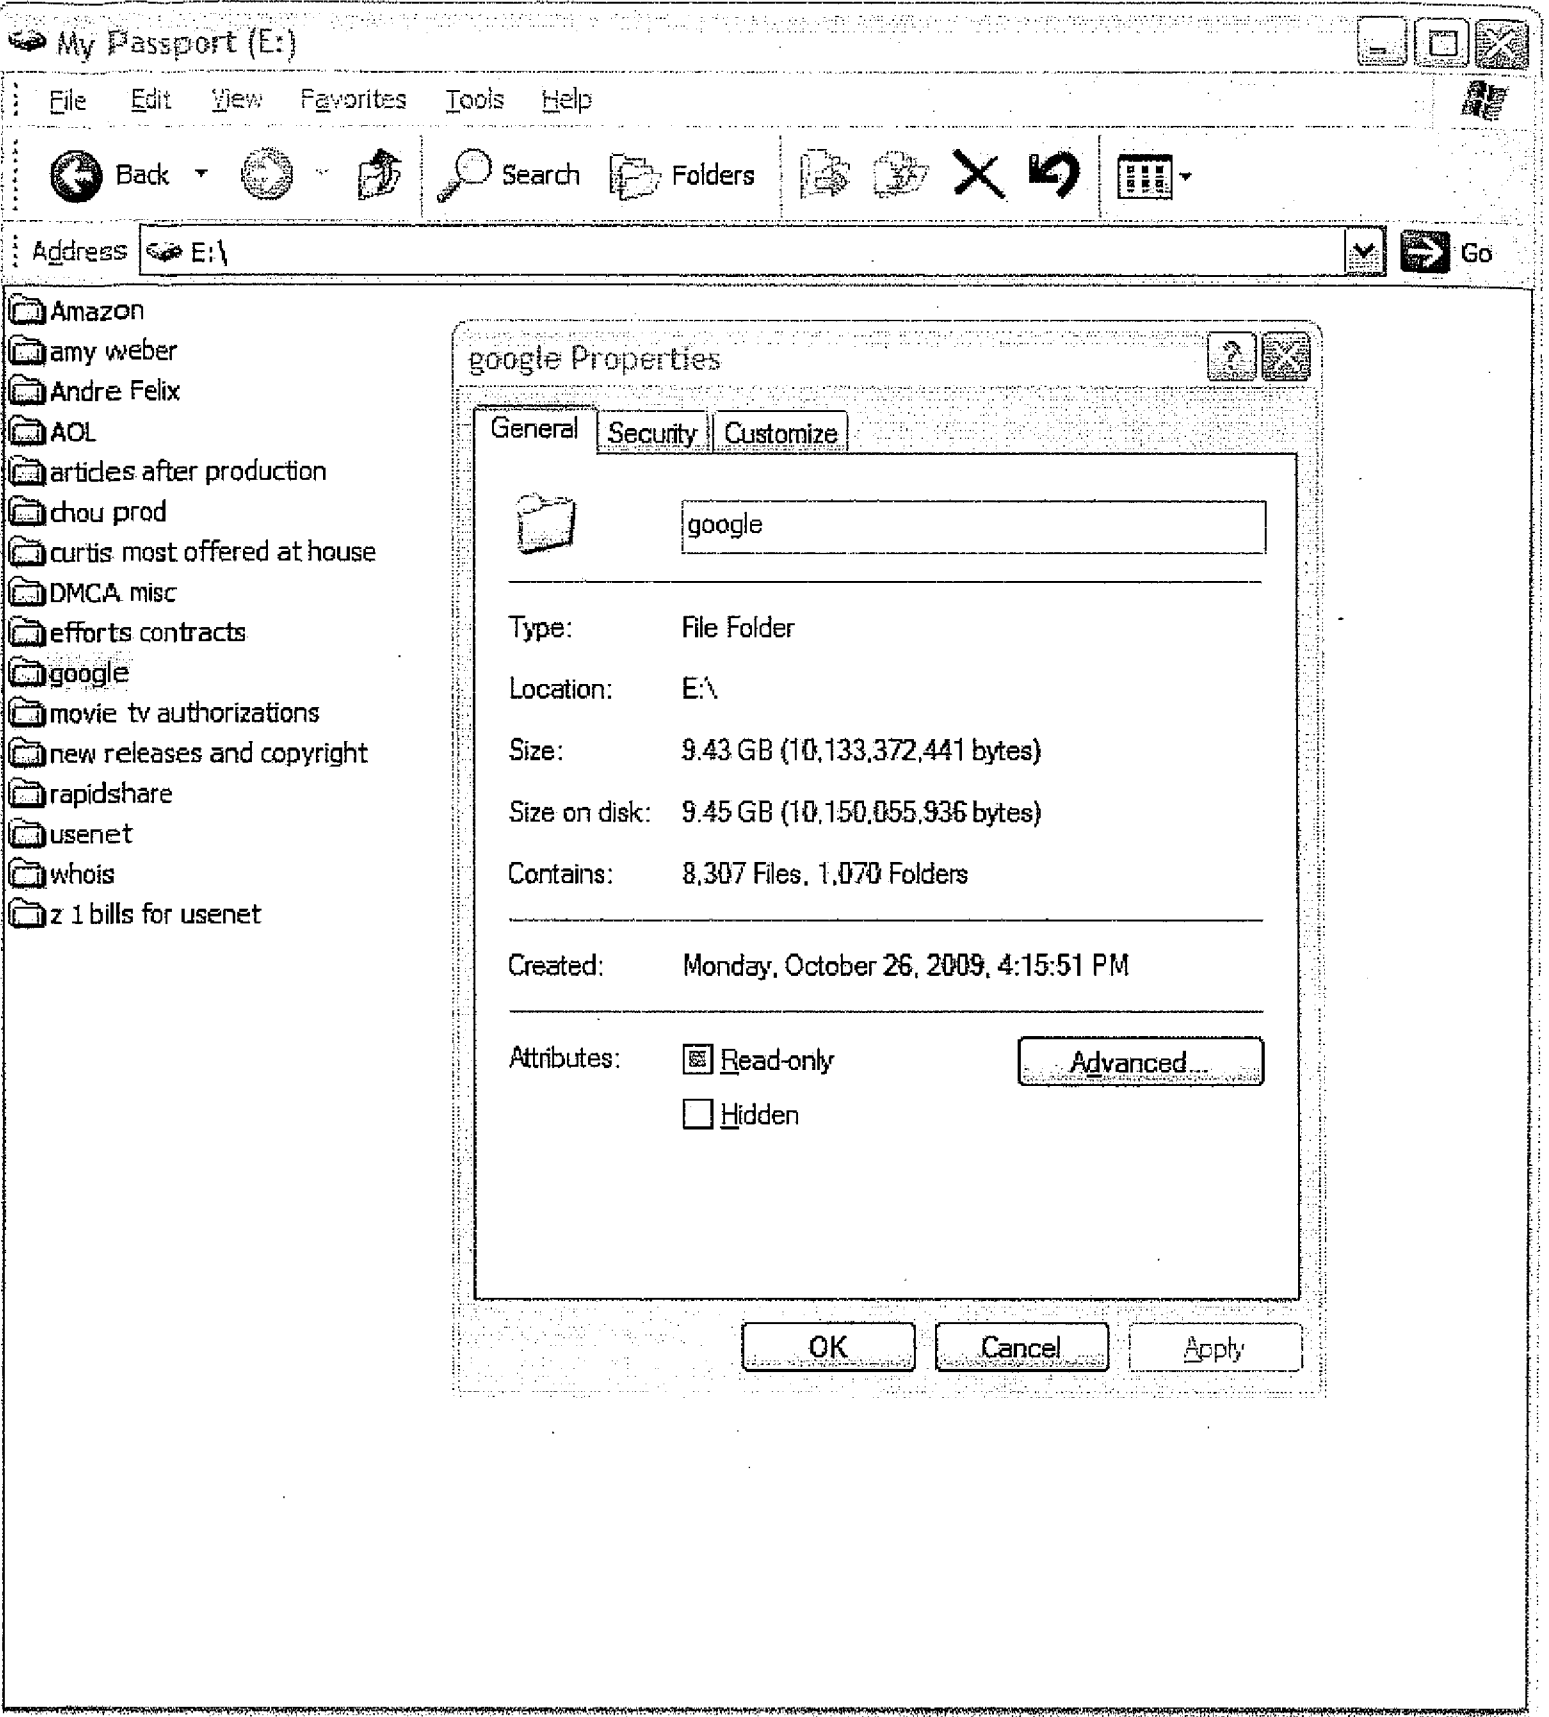 My Passport (E:)
File Edit View Favorites Tools Help
Back Search Folders
Address E:\ Go
Amazon
amy weber
Andre Felix
AOL
articles after production
chou prod
curtis most offered at house
DMCA misc
efforts contracts
google
movie tv authorizations
new releases and copyright
rapidshare
usenet
whois
z 1 bills for usenet
google Properties
General Security Customize
google
Type: File Folder
Location: E:\
Size: 9.43 GB (10,133,372,441 bytes)
Size on disk: 9.45 GB (10,150,055,936 bytes)
Contains: 8,307 Files, 1,070 Folders
Created: Monday, October 26, 2009, 4:15:51 PM
Attributes: Read-only Advanced...
Hidden
OK Cancel Apply